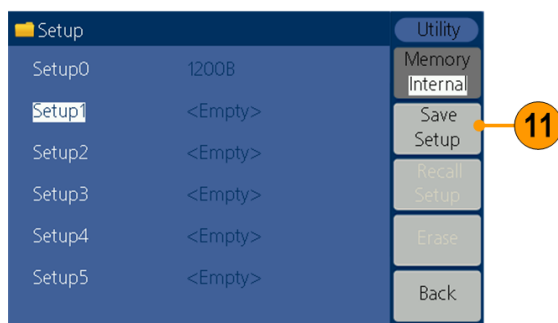 Setup
Utility
Setup0 1200B
Memory
Internal
Setup1 <Empty>
Save
Setup
11
Setup2 <Empty>
Recall
Setup
Setup3 <Empty>
Setup4 <Empty>
Erase
Setup5 <Empty>
Back